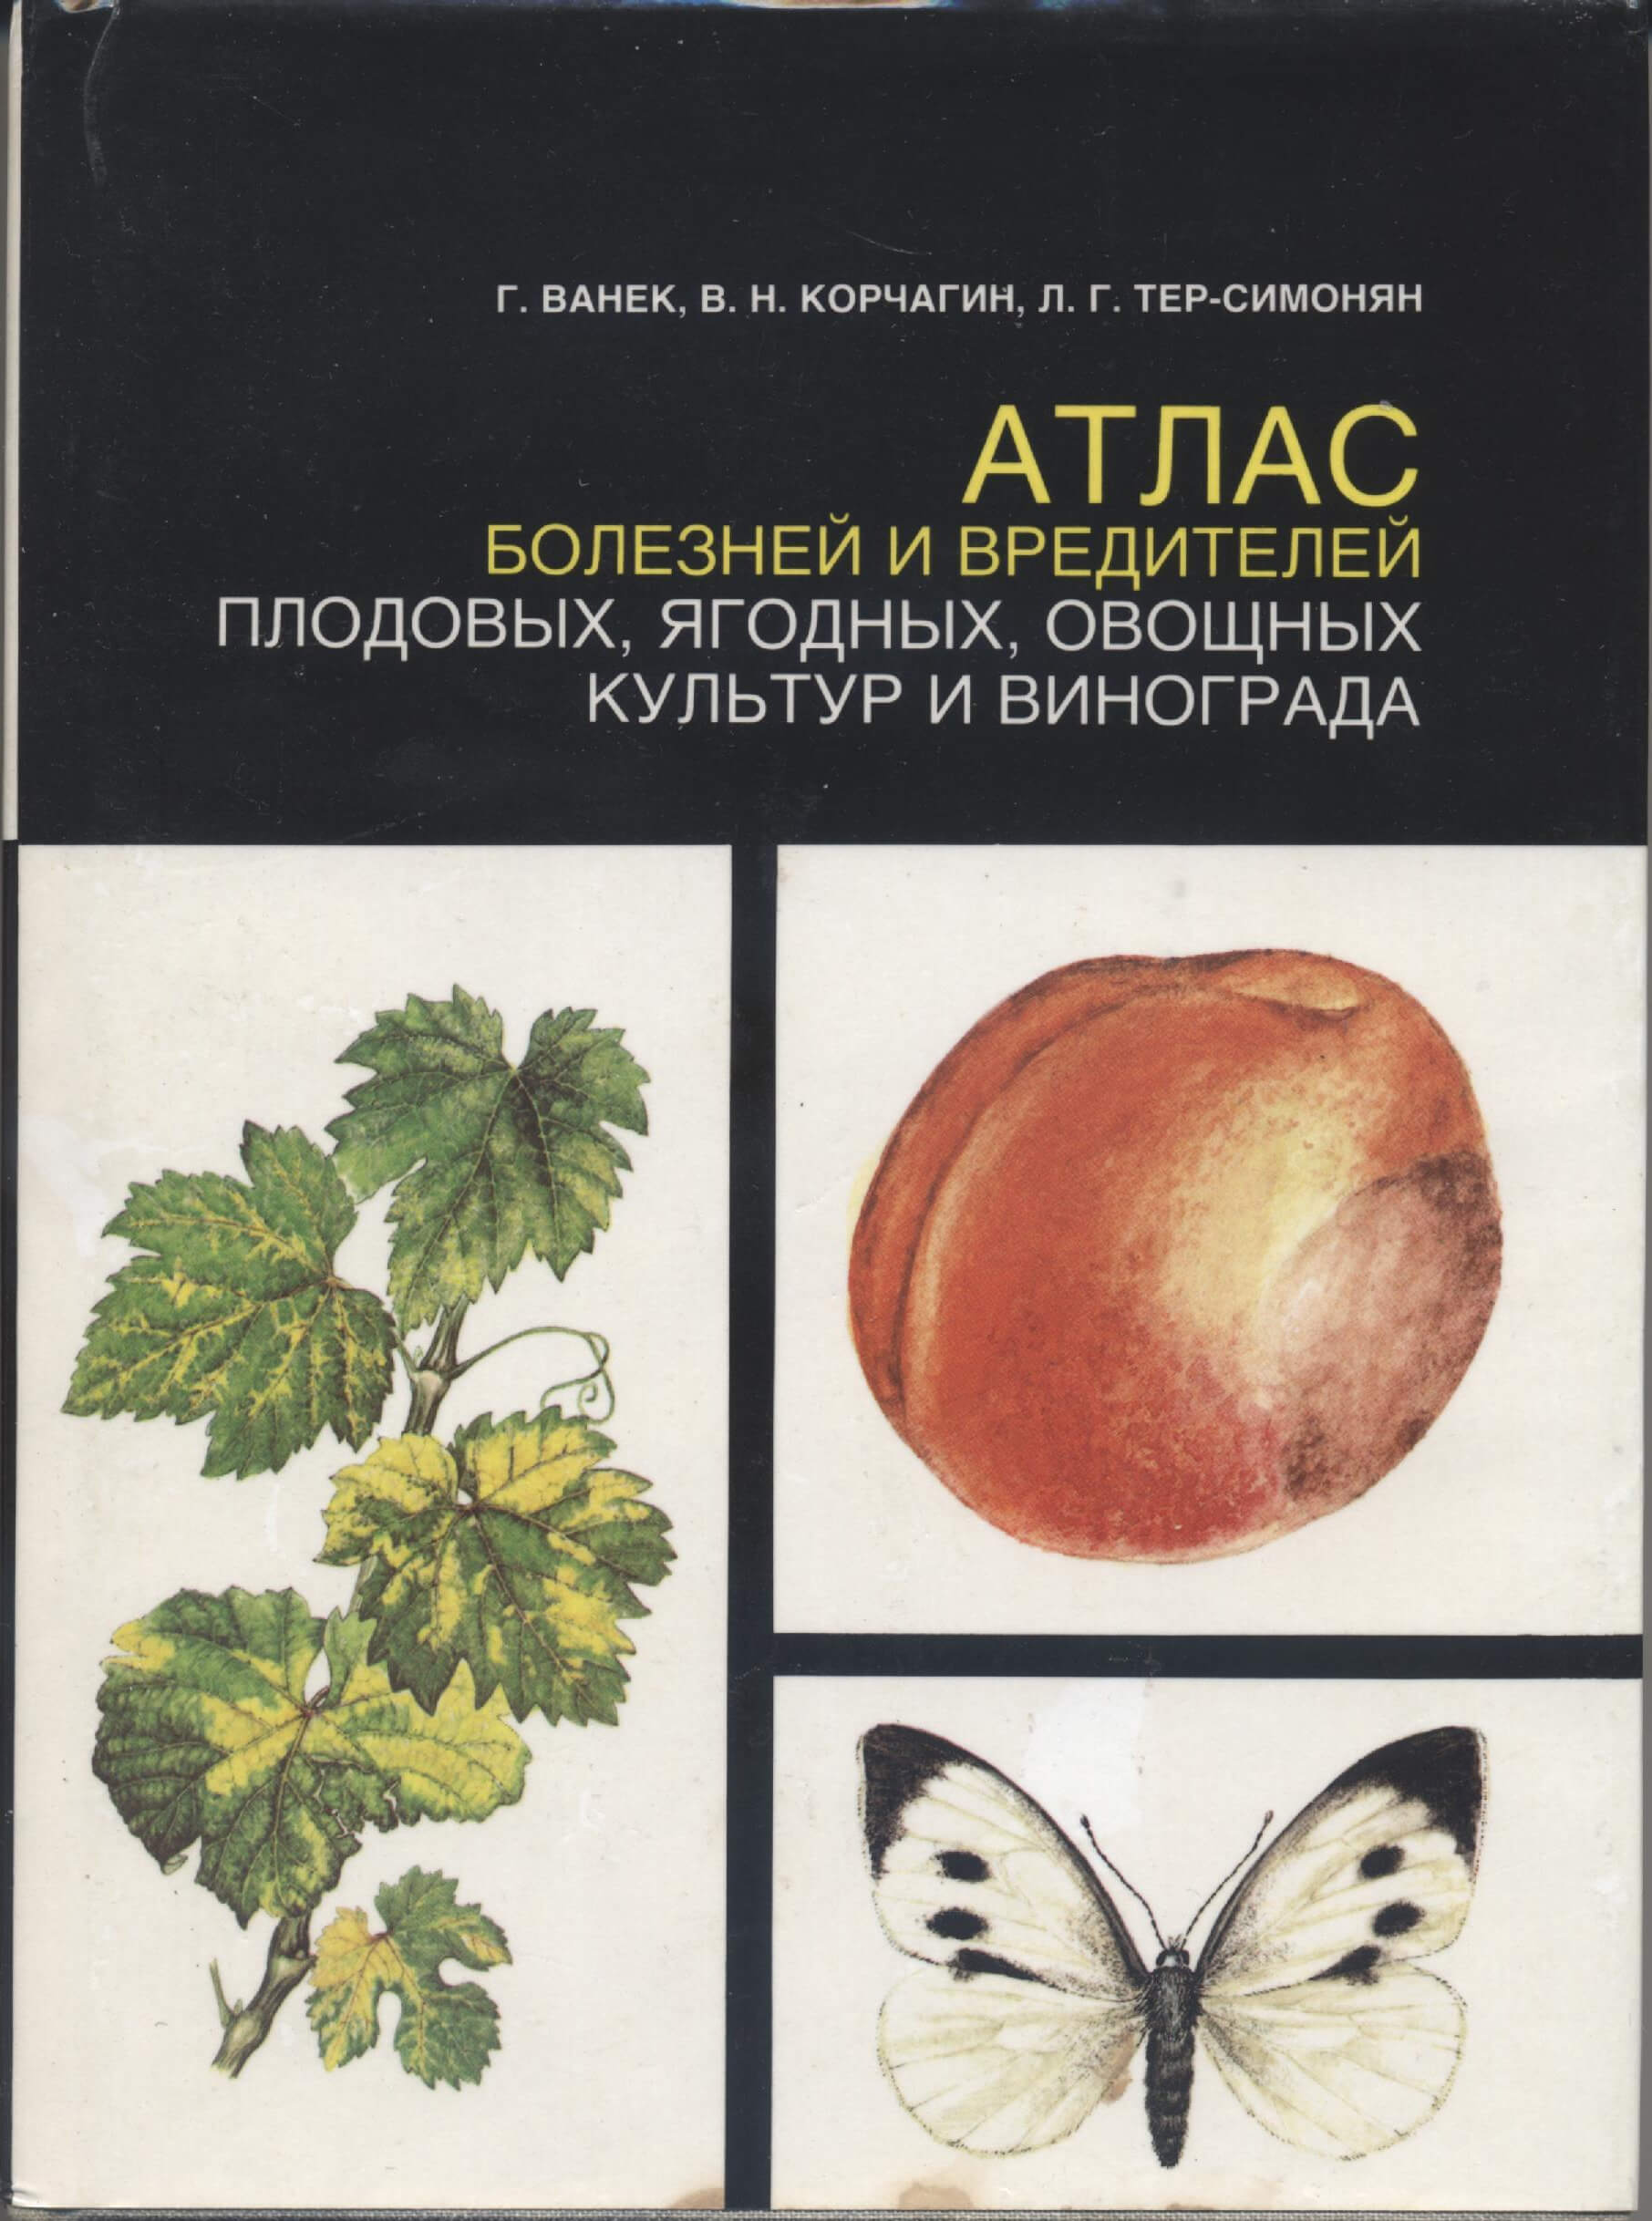 Г. ВАНЕК, В. Н. КОРЧАГИН, Л. Г. ТЕР-СИМОНЯН
АТЛАС
БОЛЕЗНЕЙ И ВРЕДИТЕЛЕЙ
ПЛОДОВЫХ, ЯГОДНЫХ, ОВОЩНЫХ
КУЛЬТУР И ВИНОГРАДА